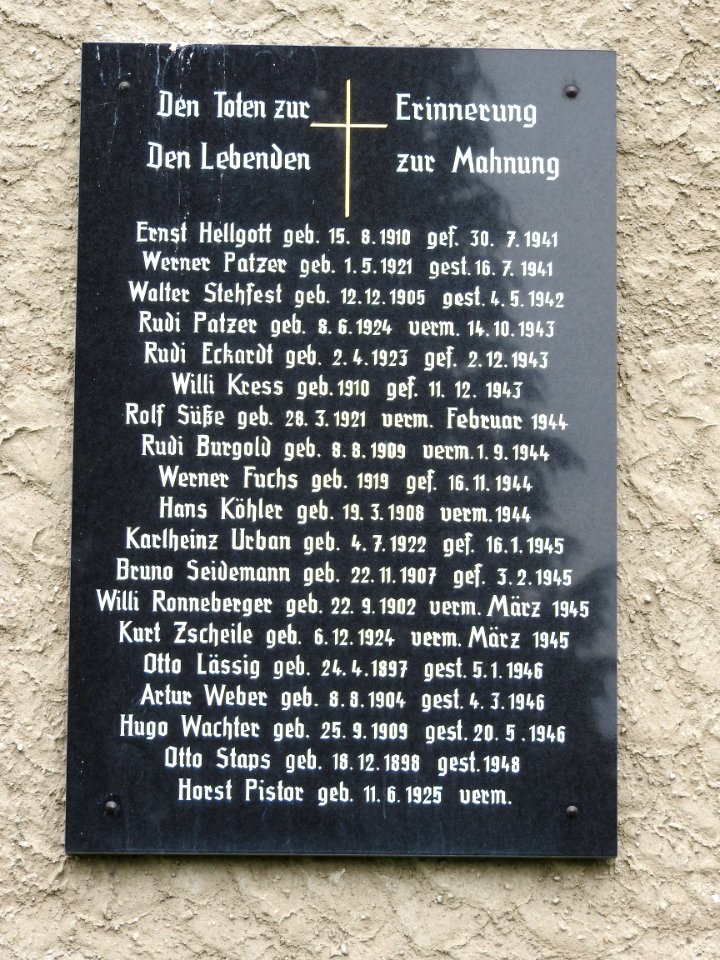 Den Toten zur Erinnerung
Den Lebenden zur Mahnung
Ernst Hellgott geb. 15. 8. 1910 gef. 30. 7. 1941
Werner Patzer geb. 1. 5. 1921 gest. 16. 7. 1941
Walter Stehfest geb. 12. 12. 1905 gest. 4. 5. 1942
Rudi Patzer geb. 8. 6. 1924 verm. 14. 10. 1943
Rudi Eckardt geb. 2. 4. 1923 gef. 2. 12. 1943
Willi Kress geb. 1910 gef. 11. 12. 1943
Rolf Süße geb. 28. 3. 1921 verm. Februar 1944
Rudi Burgold geb. 8. 8. 1909 verm. 1. 9. 1944
Werner Fuchs geb. 1919 gef. 16. 11. 1944
Hans Köhler geb. 19. 3. 1908 verm. 1944
Karlheinz Urban geb. 4. 7. 1922 gef. 16. 1. 1945
Bruno Seidemann geb. 22. 11. 1907 gef. 3. 2. 1945
Willi Ronneberger geb. 22. 9. 1902 verm. März 1945
Kurt Zscheile geb. 6. 12. 1924 verm. März 1945
Otto Lässig geb. 24. 4. 1897 gest. 5. 1. 1946
Artur Weber geb. 8. 8. 1904 gest. 4. 3. 1946
Hugo Wachter geb. 25. 9. 1909 gest. 20. 5. 1946
Otto Staps geb. 18. 12. 1898 gest. 1948
Horst Pistor geb. 11. 6. 1925 verm.